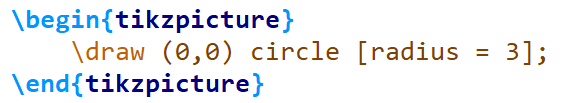 \begin{tikzpicture}
    \draw (0,0) circle [radius = 3];
\end{tikzpicture}